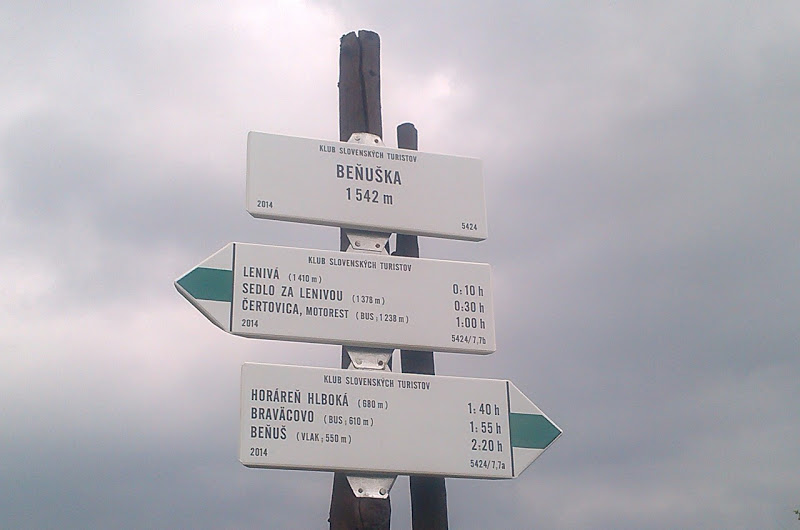 KLUB SLOVENSKÝCH TURISTOV
BEŇUŠKA
1 542 m
2014 5424
KLUB SLOVENSKÝCH TURISTOV
LENIVÁ (1 410 m) 0:10 h
SEDLO ZA LENIVOU (1 378 m) 0:30 h
ČERTOVICA, MOTOREST (BUS ; 1 238 m) 1:00 h
2014 5424/7,7b
KLUB SLOVENSKÝCH TURISTOV
HORÁREŇ HLBOKÁ (680 m) 1:40 h
BRAVÄCOVO (BUS ; 610 m) 1:55 h
BEŇUŠ (VLAK ; 550 m) 2:20 h
2014 5424/7,7a